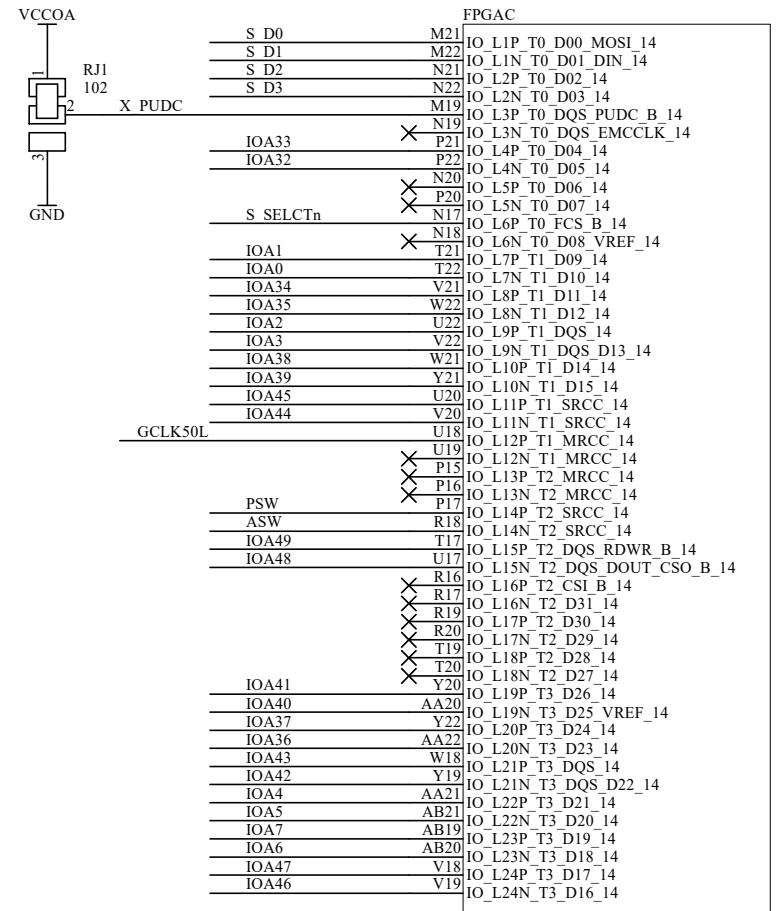 VCCOA FPGAC
1
RJ1
102
2 X_PUDC
3
GND
S_D0 M21 IO_L1P_T0_D00_MOSI_14
S_D1 M22 IO_L1N_T0_D01_DIN_14
S_D2 N21 IO_L2P_T0_D02_14
S_D3 N22 IO_L2N_T0_D03_14
M19 IO_L3P_T0_DQS_PUDC_B_14
N19 IO_L3N_T0_DQS_EMCCLK_14
IOA33 P21 IO_L4P_T0_D04_14
IOA32 P22 IO_L4N_T0_D05_14
N20 IO_L5P_T0_D06_14
P20 IO_L5N_T0_D07_14
S_SELCTn N17 IO_L6P_T0_FCS_B_14
N18 IO_L6N_T0_D08_VREF_14
IOA1 T21 IO_L7P_T1_D09_14
IOA0 T22 IO_L7N_T1_D10_14
IOA34 V21 IO_L8P_T1_D11_14
IOA35 W22 IO_L8N_T1_D12_14
IOA2 U22 IO_L9P_T1_DQS_14
IOA3 V22 IO_L9N_T1_DQS_D13_14
IOA38 W21 IO_L10P_T1_D14_14
IOA39 Y21 IO_L10N_T1_D15_14
IOA45 U20 IO_L11P_T1_SRCC_14
IOA44 V20 IO_L11N_T1_SRCC_14
GCLK50L U18 IO_L12P_T1_MRCC_14
U19 IO_L12N_T1_MRCC_14
P15 IO_L13P_T2_MRCC_14
P16 IO_L13N_T2_MRCC_14
PSW P17 IO_L14P_T2_SRCC_14
ASW R18 IO_L14N_T2_SRCC_14
IOA49 T17 IO_L15P_T2_DQS_RDWR_B_14
IOA48 U17 IO_L15N_T2_DQS_DOUT_CSO_B_14
R16 IO_L16P_T2_CSI_B_14
R17 IO_L16N_T2_D31_14
R19 IO_L17P_T2_D30_14
R20 IO_L17N_T2_D29_14
T19 IO_L18P_T2_D28_14
T20 IO_L18N_T2_D27_14
IOA41 Y20 IO_L19P_T3_D26_14
IOA40 AA20 IO_L19N_T3_D25_VREF_14
IOA37 Y22 IO_L20P_T3_D24_14
IOA36 AA22 IO_L20N_T3_D23_14
IOA43 W18 IO_L21P_T3_DQS_14
IOA42 Y19 IO_L21N_T3_DQS_D22_14
IOA4 AA21 IO_L22P_T3_D21_14
IOA5 AB21 IO_L22N_T3_D20_14
IOA7 AB19 IO_L23P_T3_D19_14
IOA6 AB20 IO_L23N_T3_D18_14
IOA47 V18 IO_L24P_T3_D17_14
IOA46 V19 IO_L24N_T3_D16_14